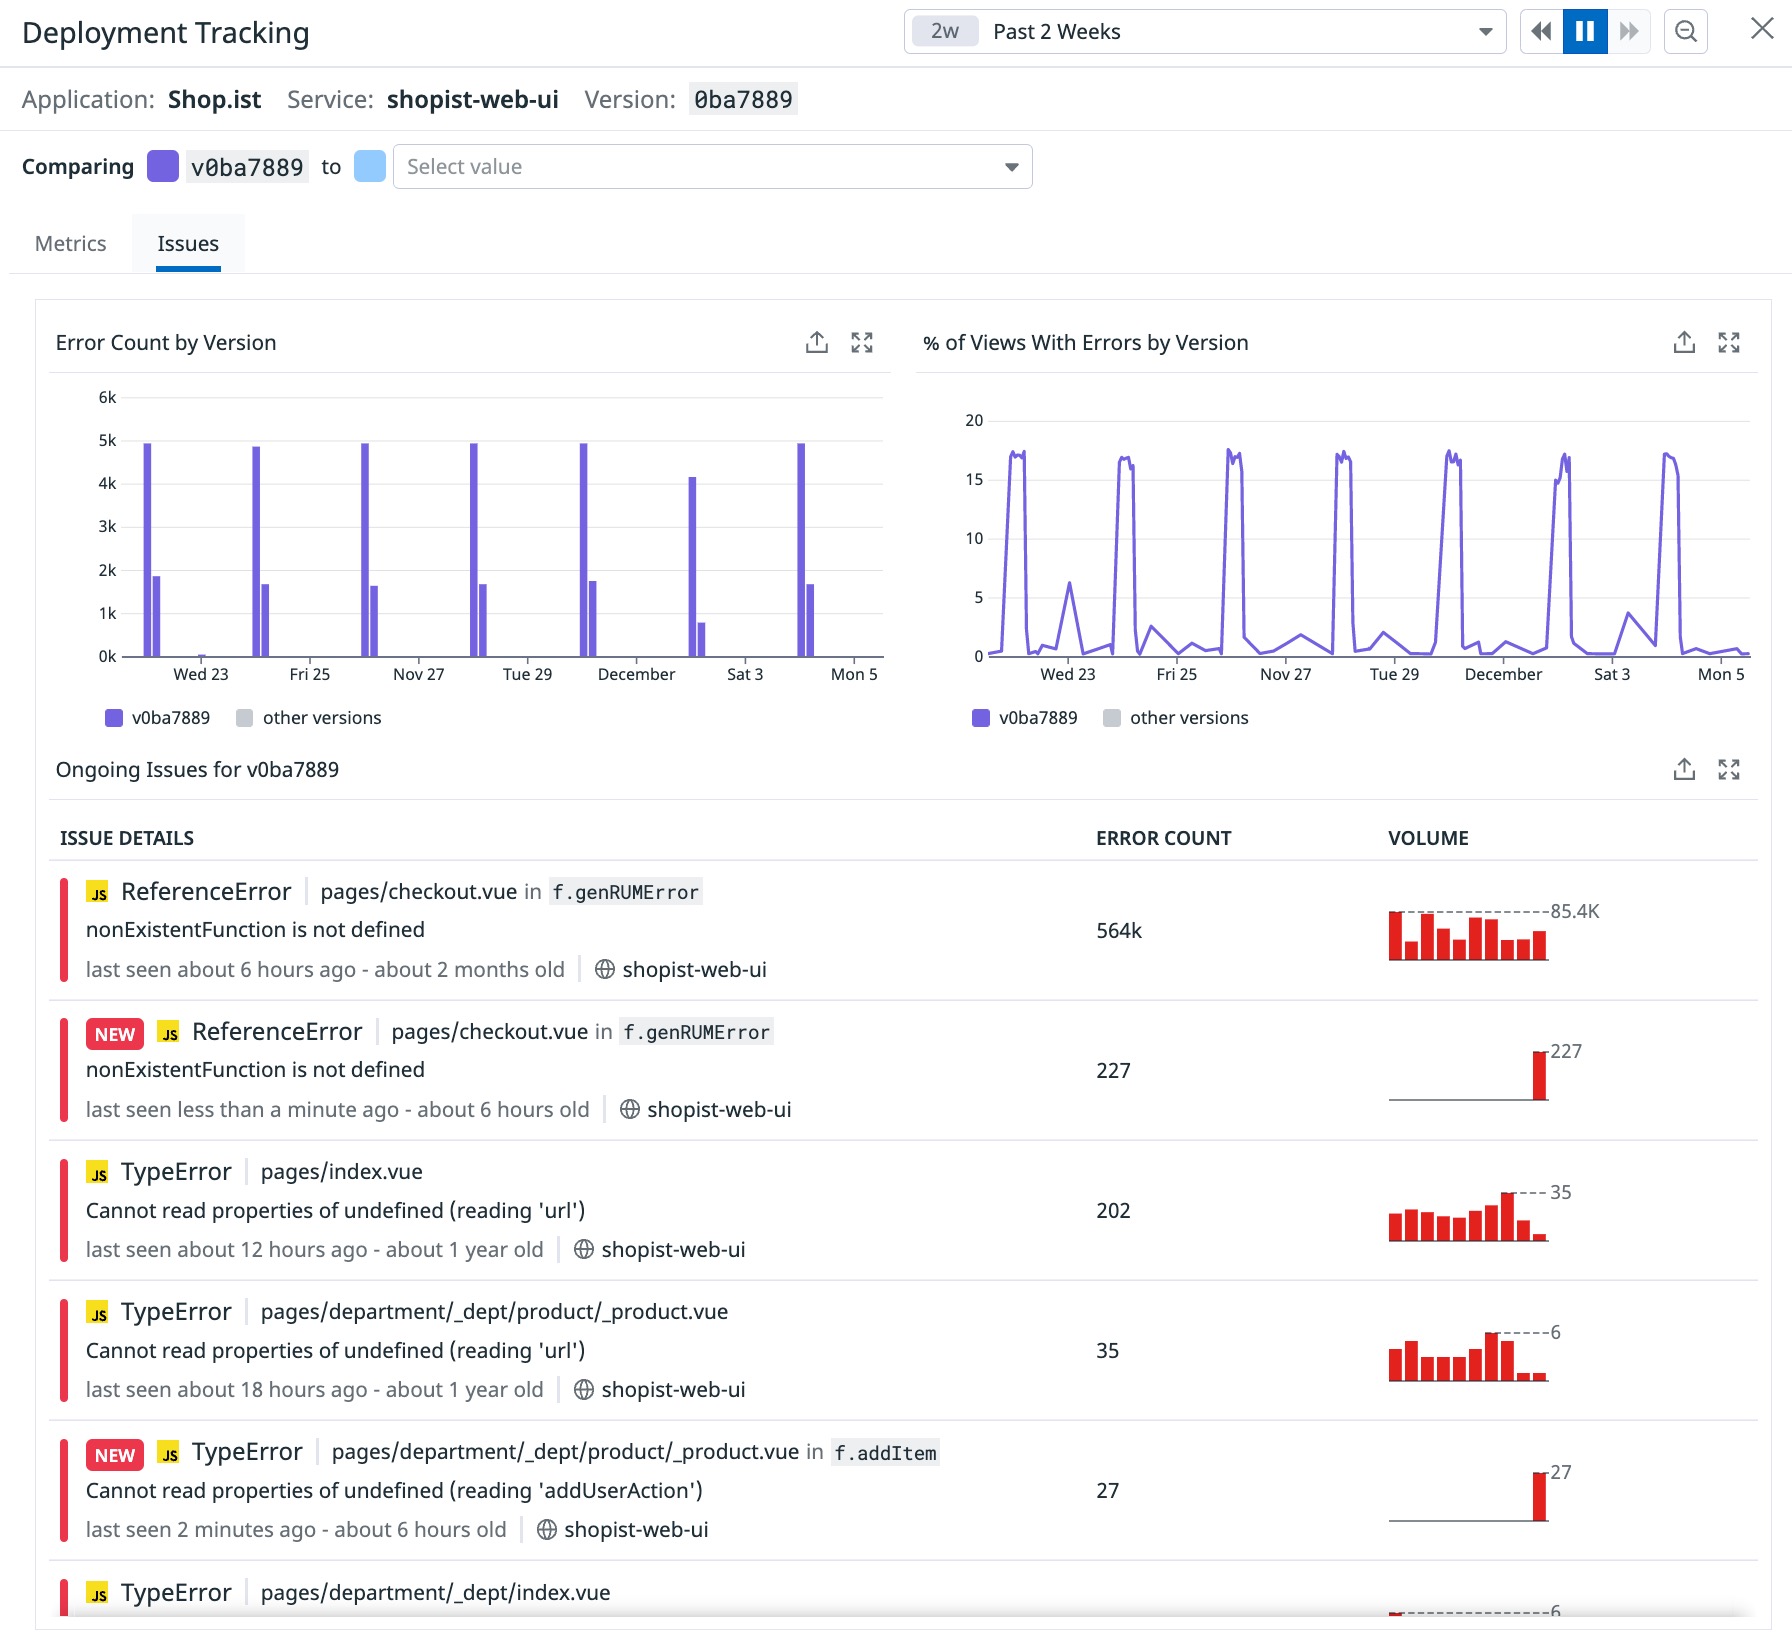 Deployment Tracking
2w Past 2 Weeks
Application: Shop.ist Service: shopist-web-ui Version: 0ba7889
Comparing v0ba7889 to Select value
Metrics Issues
Error Count by Version
6k
5k
4k
3k
2k
1k
0k
Wed 23 Fri 25 Nov 27 Tue 29 December Sat 3 Mon 5
v0ba7889 other versions
% of Views With Errors by Version
20
15
10
5
0
Wed 23 Fri 25 Nov 27 Tue 29 December Sat 3 Mon 5
v0ba7889 other versions
Ongoing Issues for v0ba7889
ISSUE DETAILS ERROR COUNT VOLUME
JS ReferenceError pages/checkout.vue in f.genRUMError
nonExistentFunction is not defined
last seen about 6 hours ago - about 2 months old shopist-web-ui
564k
85.4K
NEW JS ReferenceError pages/checkout.vue in f.genRUMError
nonExistentFunction is not defined
last seen less than a minute ago - about 6 hours old shopist-web-ui
227
227
JS TypeError pages/index.vue
Cannot read properties of undefined (reading 'url')
last seen about 12 hours ago - about 1 year old shopist-web-ui
202
35
JS TypeError pages/department/_dept/product/_product.vue
Cannot read properties of undefined (reading 'url')
last seen about 18 hours ago - about 1 year old shopist-web-ui
35
6
NEW JS TypeError pages/department/_dept/product/_product.vue in f.addItem
Cannot read properties of undefined (reading 'addUserAction')
last seen 2 minutes ago - about 6 hours old shopist-web-ui
27
27
JS TypeError pages/department/_dept/index.vue
6